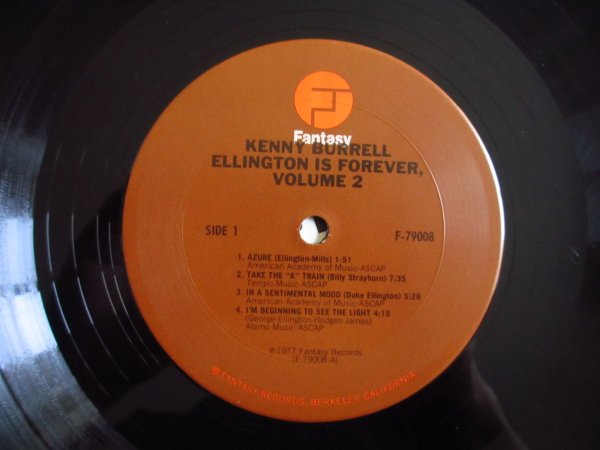 Fantasy
KENNY BURRELL
ELLINGTON IS FOREVER,
VOLUME 2
SIDE 1
F-79008
1. AZURE (Ellington-Mills) 1:51
American Academy of Music-ASCAP
2. TAKE THE "A" TRAIN (Billy Strayhorn) 7:35
Tempo Music-ASCAP
3. IN A SENTIMENTAL MOOD (Duke Ellington) 5:28
American Academy of Music-ASCAP
4. I'M BEGINNING TO SEE THE LIGHT 4:15
(George-Ellington-Hodges-James)
Alamo Music-ASCAP
℗1977 Fantasy Records
(F-79008-A)
® FANTASY RECORDS, BERKELEY, CALIFORNIA